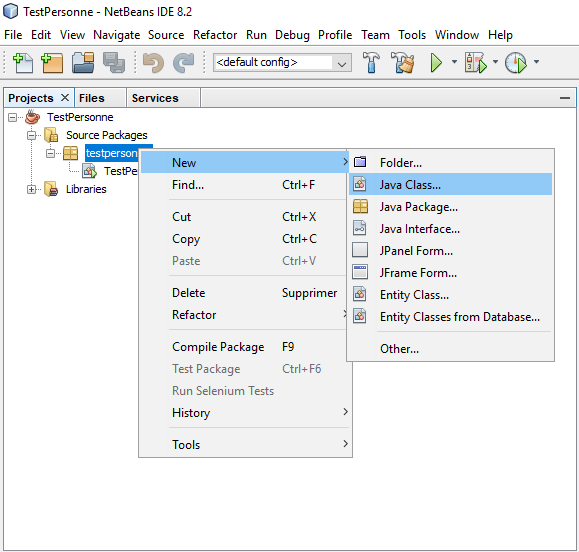 TestPersonne - NetBeans IDE 8.2
File Edit View Navigate Source Refactor Run Debug Profile Team Tools Window Help
<default config>
Projects Files Services
TestPersonne
Source Packages
testperson
TestPe
Libraries
New
Find... Ctrl+F
Cut Ctrl+X
Copy Ctrl+C
Paste Ctrl+V
Delete Supprimer
Refactor
Compile Package F9
Test Package Ctrl+F6
Run Selenium Tests
History
Tools
Folder...
Java Class...
Java Package...
Java Interface...
JPanel Form...
JFrame Form...
Entity Class...
Entity Classes from Database...
Other...